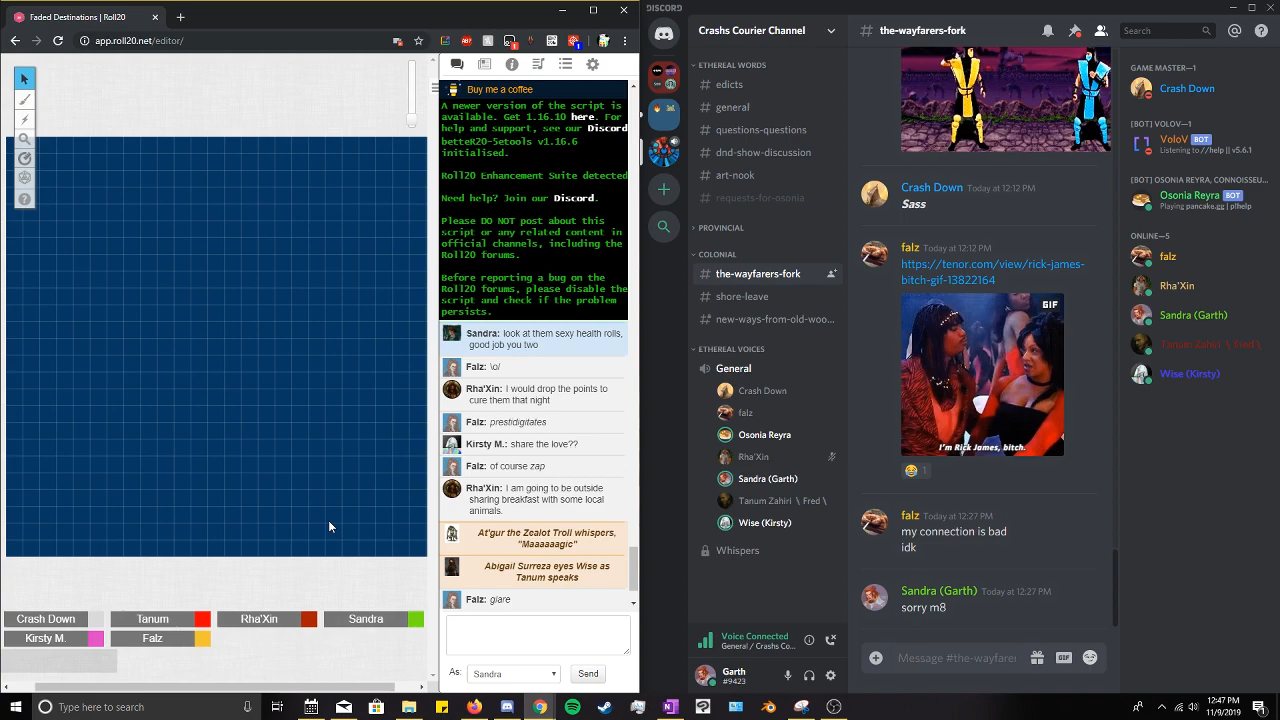 Faded Destinations | Roll20
app.roll20.net/editor/
Buy me a coffee
A newer version of the script is
available. Get 1.16.10 here. For
help and support, see our Discord
betteR20-5etools v1.16.6
initialised.
Roll20 Enhancement Suite detected
Need help? Join our Discord.
Please DO NOT post about this
script or any related content in
official channels, including the
Roll20 forums.
Before reporting a bug on the
Roll20 forums, please disable the
script and check if the problem
persists.
Sandra: look at them sexy health rolls,
good job you two
Falz: \o/
Rha'Xin: I would drop the points to
cure them that night
Falz: prestidigitates
Kirsty M.: share the love??
Falz: of course zap
Rha'Xin: I am going to be outside
sharing breakfast with some local
animals.
At'gur the Zealot Troll whispers,
"Maaaaagic"
Abigail Surreza eyes Wise as
Tanum speaks
Falz: glare
Crash Down
Tanum
Rha'Xin
Sandra
Kirsty M.
Falz
As:
Sandra
Send
DISCORD
Crashs Courier Channel
ETHEREAL WORDS
# edicts
# general
# questions-questions
# dnd-show-discussion
# art-nook
# requests-for-osonia
PROVINCIAL
COLONIAL
# the-wayfarers-fork
# shore-leave
# new-ways-from-old-woo...
ETHEREAL VOICES
General
Crash Down
falz
Osonia Reyra
Rha'Xin
Sandra (Garth)
Tanum Zahiri \ Fred \
Wise (Kirsty)
Whispers
Voice Connected
General / Crashs Co...
Garth
#9423
the-wayfarers-fork
Search
Crash Down Today at 12:12 PM
Sass
falz Today at 12:12 PM
https://tenor.com/view/rick-james-
bitch-gif-13822164
GIF
I'm Rick James, bitch.
1
falz Today at 12:27 PM
my connection is bad
idk
Sandra (Garth) Today at 12:27 PM
sorry m8
Message #the-wayfare
GIF
GAME MASTER—1
Crash Down
[BOT] VOLOV—1
VoloV BOT
Listening to //help || v5.6.1
[BOT] OSONIA REYRA, CONNOISSEU...
Osonia Reyra BOT
Playing pancake.gg | p!help
ONLINE—5
falz
Rha'Xin
Sandra (Garth)
Tanum Zahiri \ Fred \
Wise (Kirsty)
Type here to search
12:47 PM
11/9/2019